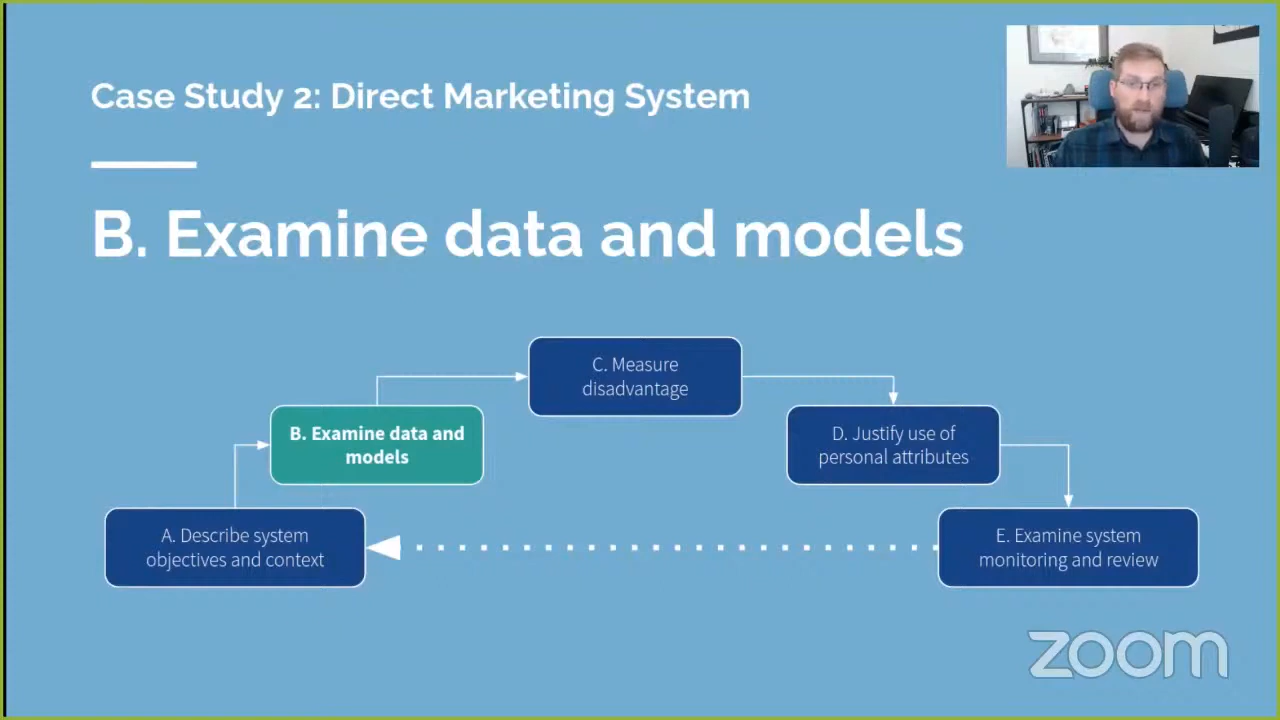 Case Study 2: Direct Marketing System
B. Examine data and models
C. Measure
disadvantage
B. Examine data and
models
D. Justify use of
personal attributes
A. Describe system
objectives and context
E. Examine system
monitoring and review
zoom